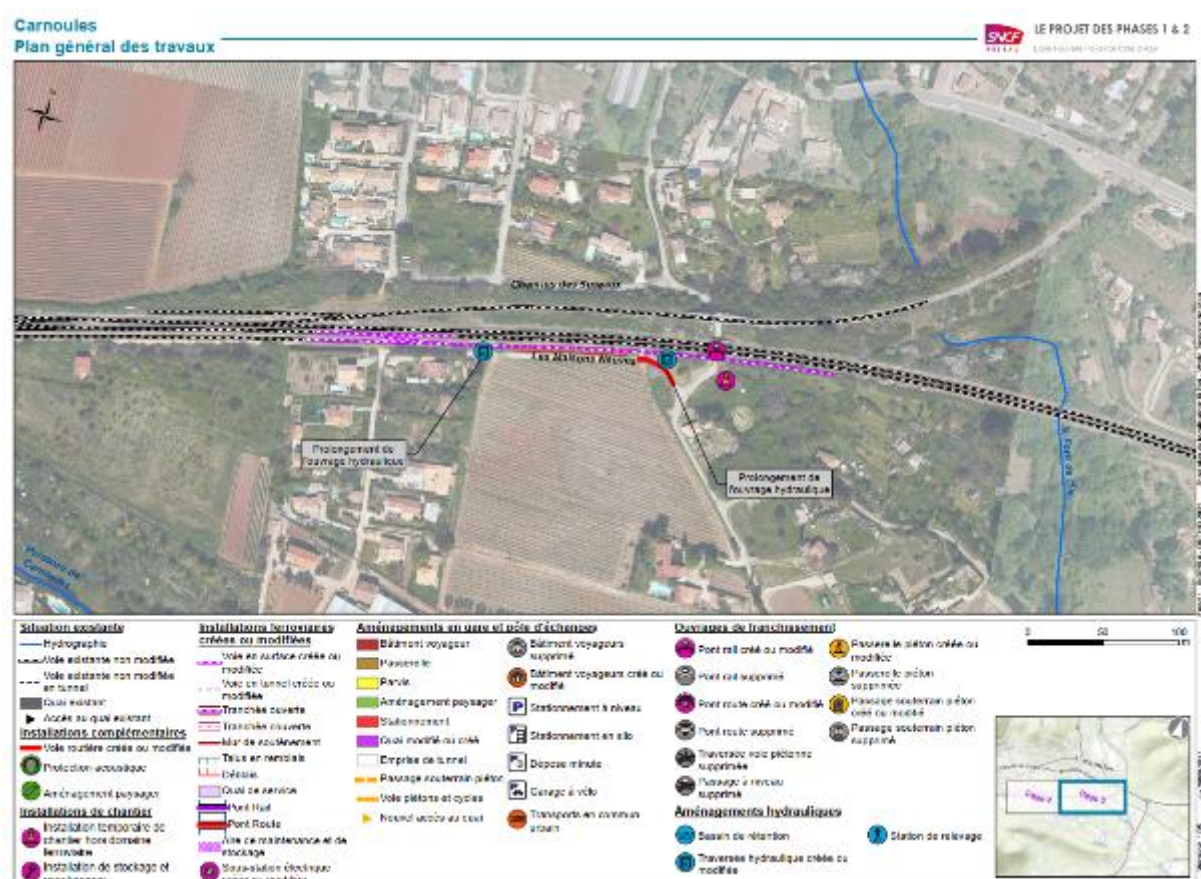 Carnoules
Plan général des travaux
SNCF
LE PROJET DES PHASES 1 & 2
Chemins des Sureaux
Les Maisons Neuves
Prolongement de
l'ouvrage hydraulique
Prolongement de
l'ouvrage hydraulique
Situation existante
Hydrographie
Voie existante non modifiée
Voie existante non modifiée
en tunnel
Quai existant
Accès au quai existant
Installations complémentaires
Voie routière créée ou modifiée
Protection acoustique
Aménagement paysager
Installations de chantier
Installation temporaire de
chantier hors domaine
ferroviaire
Installation de stockage et
Installations ferroviaires
créées ou modifiées
Voie en surface créée ou
modifiée
Voie en tunnel créée ou
modifiée
Tranchée ouverte
Tranchée couverte
Mur de soutènement
Talus en remblais
Déblais
Quai de service
Pont Rail
Pont Route
Aire de maintenance et de
stockage
Sous-station électrique
Aménagements en gare et pôle d'échanges
Bâtiment voyageur
Passerelle
Parvis
Aménagement paysager
Stationnement
Quai modifié ou créé
Emprise de tunnel
Passage souterrain piéton
Voie piétons et cycles
Nouvel accès au quai
Bâtiment voyageurs
supprimé
Bâtiment voyageurs créé ou
modifié
Stationnement à niveau
Stationnement en silo
Dépose minute
Garage à vélo
Transports en commun
urbain
Ouvrages de franchissement
Pont rail créé ou modifié
Pont rail supprimé
Pont route créé ou modifié
Pont route supprimé
Traversée voie piétonne
supprimée
Passage à niveau
supprimé
Passerelle piéton créée ou
modifiée
Passerelle piéton
supprimée
Passage souterrain piéton
créé ou modifié
Passage souterrain piéton
supprimé
Aménagements hydrauliques
Bassin de rétention
Traversée hydraulique créée ou
modifiée
Station de relevage
0 50 100